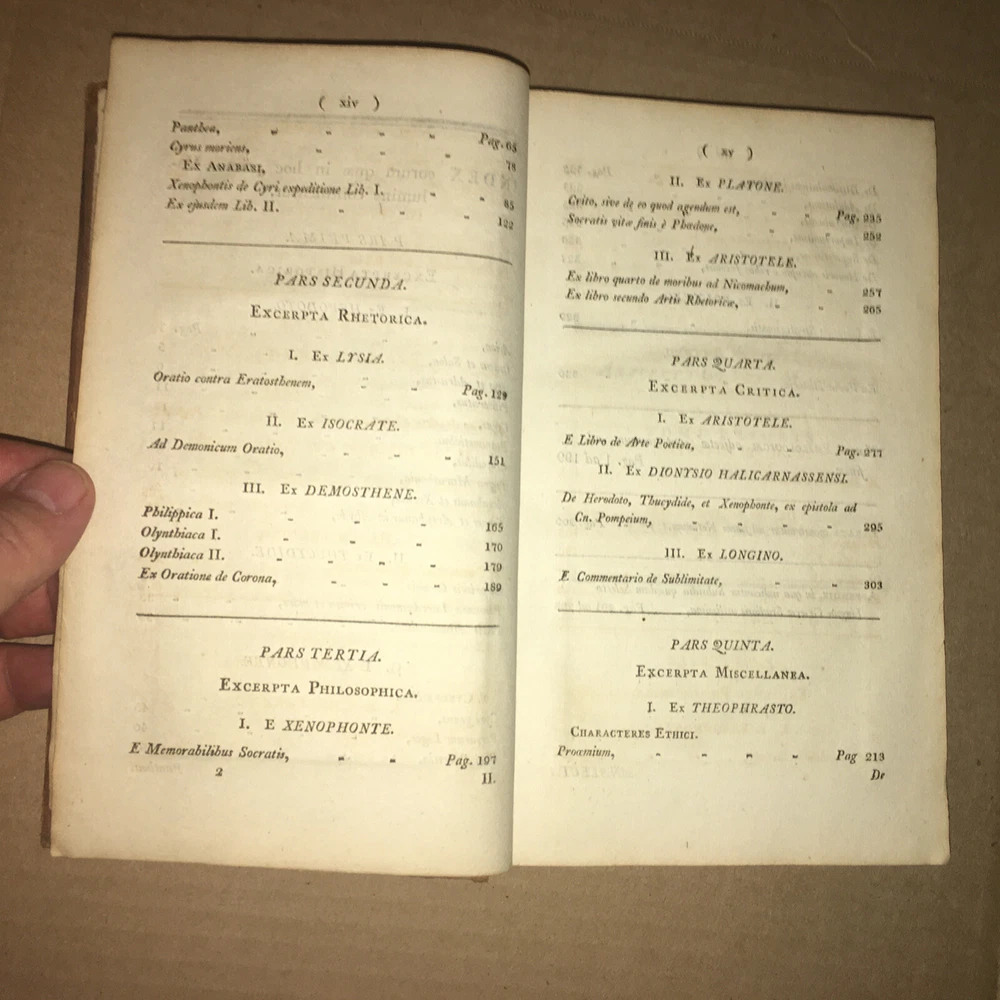 ( xiv )
Panthea, - - - - Pag. 68
Cyrus moriens, - - - 78
Ex Anabasi,
Xenophontis de Cyri expeditione Lib. I. - 85
Ex ejusdem Lib. II. - - - 122
PARS SECUNDA.
Excerpta Rhetorica.
I. Ex LYSIA.
Oratio contra Eratosthenem, - - Pag. 129
II. Ex ISOCRATE.
Ad Demonicum Oratio, - - - 151
III. Ex DEMOSTHENE.
Philippica I. - - - - 165
Olynthiaca I. - - - - 170
Olynthiaca II. - - - - 179
Ex Oratione de Corona, - - - 189
PARS TERTIA.
Excerpta Philosophica.
I. E XENOPHONTE.
E Memorabilibus Socratis, - - Pag. 197
2 II.
( xv )
II. Ex PLATONE.
Crito, sive de eo quod agendum est, - - Pag. 235
Socratis vitæ finis è Phædone, - - 252
III. Ex ARISTOTELE.
Ex libro quarto de moribus ad Nicomachum, - 257
Ex libro secundo Artis Rhetoricæ, - - 265
PARS QUARTA.
Excerpta Critica.
I. Ex ARISTOTELE.
E Libro de Arte Poetica, - - Pag. 277
II. Ex DIONYSIO HALICARNASSENSI.
De Herodoto, Thucydide, et Xenophonte, ex epistola ad
Cn. Pompeium, - - - - 295
III. Ex LONGINO.
E Commentario de Sublimitate, - - 303
PARS QUINTA.
Excerpta Miscellanea.
I. Ex THEOPHRASTO.
Characteres Ethici.
Proæmium, - - - - Pag 213
De